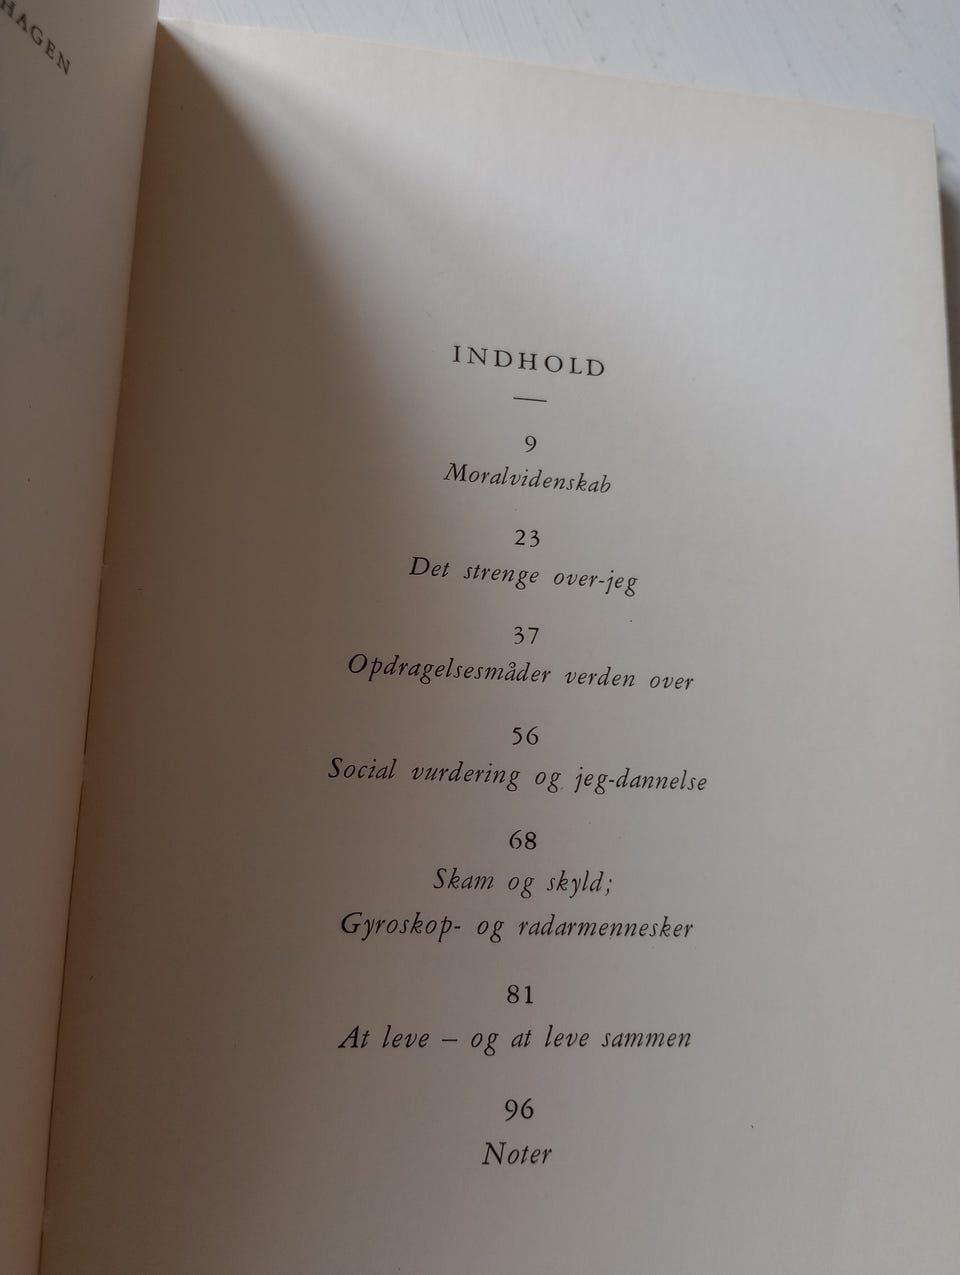 HAGEN
INDHOLD
9
Moralvidenskab
23
Det strenge over-jeg
37
Opdragelsesmåder verden over
56
Social vurdering og jeg-dannelse
68
Skam og skyld;
Gyroskop- og radarmennesker
81
At leve – og at leve sammen
96
Noter